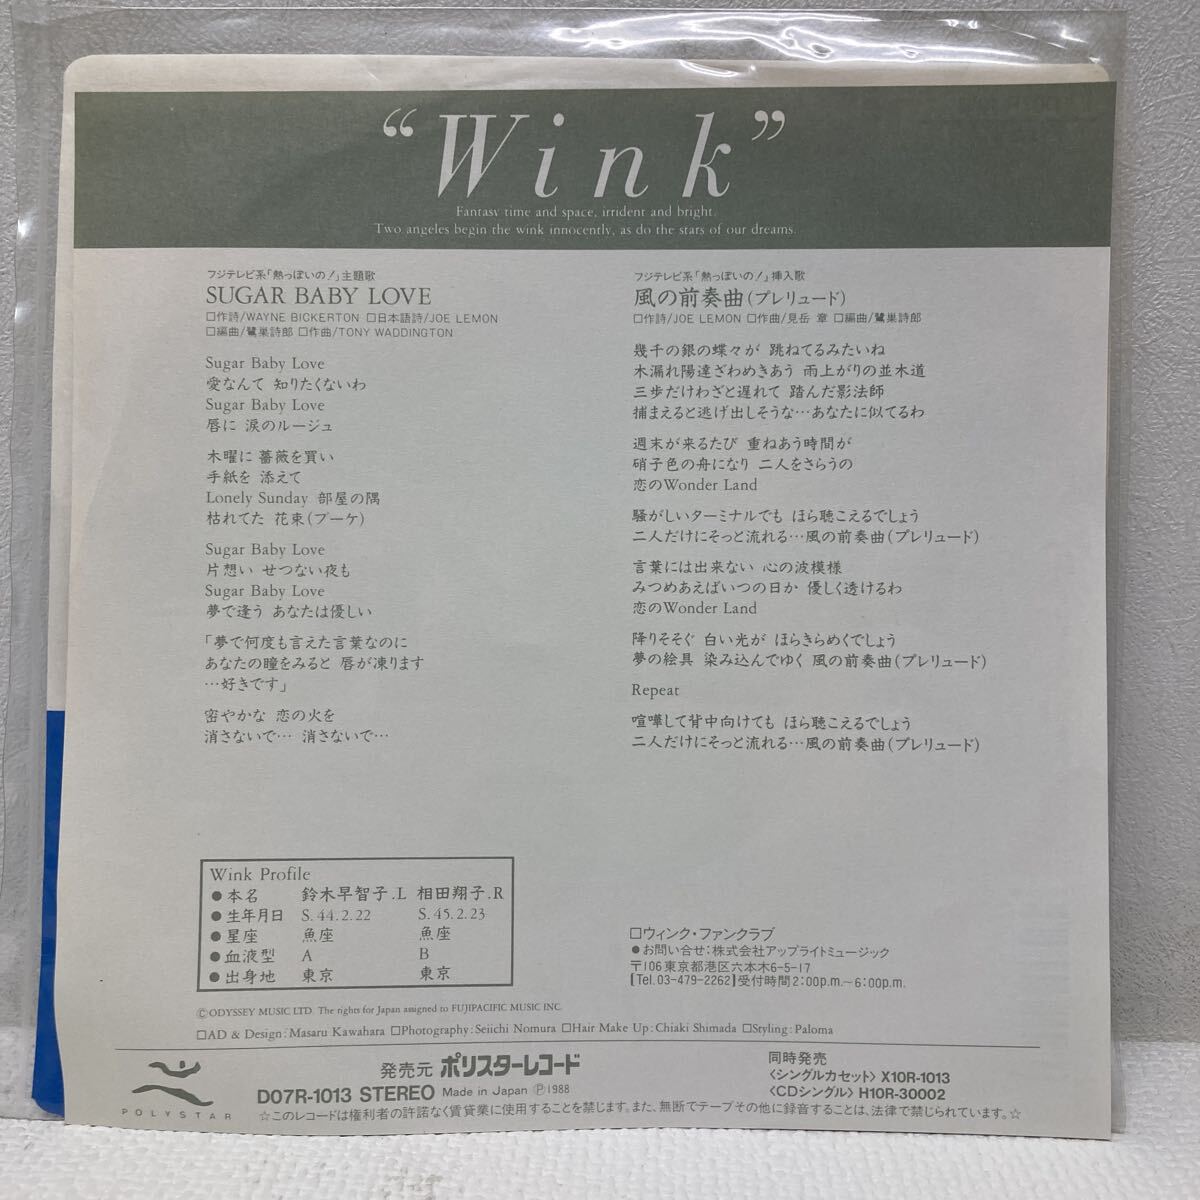 “Wink”
Fantasy time and space, irrident and bright.
Two angeles begin the wink innocently, as do the stars of our dreams.
フジテレビ系「熱っぽいの!」主題歌
SUGAR BABY LOVE
□作詩/WAYNE BICKERTON □日本語詩/JOE LEMON
□編曲/鷺巣詩郎 □作曲/TONY WADDINGTON
Sugar Baby Love
愛なんて 知りたくないわ
Sugar Baby Love
唇に 涙のルージュ
木曜に 薔薇を買い
手紙を 添えて
Lonely Sunday 部屋の隅
枯れてた 花束(ブーケ)
Sugar Baby Love
片想い せつない夜も
Sugar Baby Love
夢で逢う あなたは優しい
「夢で何度も言えた言葉なのに
あなたの瞳をみると 唇が凍ります
…好きです」
密やかな 恋の火を
消さないで… 消さないで…
フジテレビ系「熱っぽいの!」挿入歌
風の前奏曲(プレリュード)
□作詩/JOE LEMON □作曲/見岳 章 □編曲/鷺巣詩郎
幾千の銀の蝶々が 跳ねてるみたいね
木漏れ陽達ざわめきあう 雨上がりの並木道
三歩だけわざと遅れて 踏んだ影法師
捕まえると逃げ出しそうな…あなたに似てるわ
週末が来るたび 重ねあう時間が
硝子色の舟になり 二人をさらうの
恋のWonder Land
騒がしいターミナルでも ほら聴こえるでしょう
二人だけにそっと流れる…風の前奏曲(プレリュード)
言葉には出来ない 心の波模様
みつめあえばいつの日か 優しく透けるわ
恋のWonder Land
降りそそぐ 白い光が ほらきらめくでしょう
夢の絵具 染み込んでゆく 風の前奏曲(プレリュード)
Repeat
喧嘩して背中向けても ほら聴こえるでしょう
二人だけにそっと流れる…風の前奏曲(プレリュード)
Wink Profile
●本名 鈴木早智子.L 相田翔子.R
●生年月日 S.44.2.22 S.45.2.23
●星座 魚座 魚座
●血液型 A B
●出身地 東京 東京
□ウィンク・ファンクラブ
●お問い合せ:株式会社アップライトミュージック
〒106東京都港区六本木6-5-17
[Tel.03-479-2262]受付時間2:00p.m.〜6:00p.m.
©ODYSSEY MUSIC LTD. The rights for Japan assigned to FUJIPACIFIC MUSIC INC.
□AD & Design:Masaru Kawahara □Photography:Seiichi Nomura □Hair Make Up:Chiaki Shimada □Styling:Paloma
POLYSTAR
発売元 ポリスターレコード
D07R-1013 STEREO Made in Japan Ⓟ1988
同時発売
〈シングルカセット〉X10R-1013
〈CDシングル〉H10R-30002
☆このレコードは権利者の許諾なく賃貸業に使用することを禁じます。また、無断でテープその他に録音することは、法律で禁じられています。☆